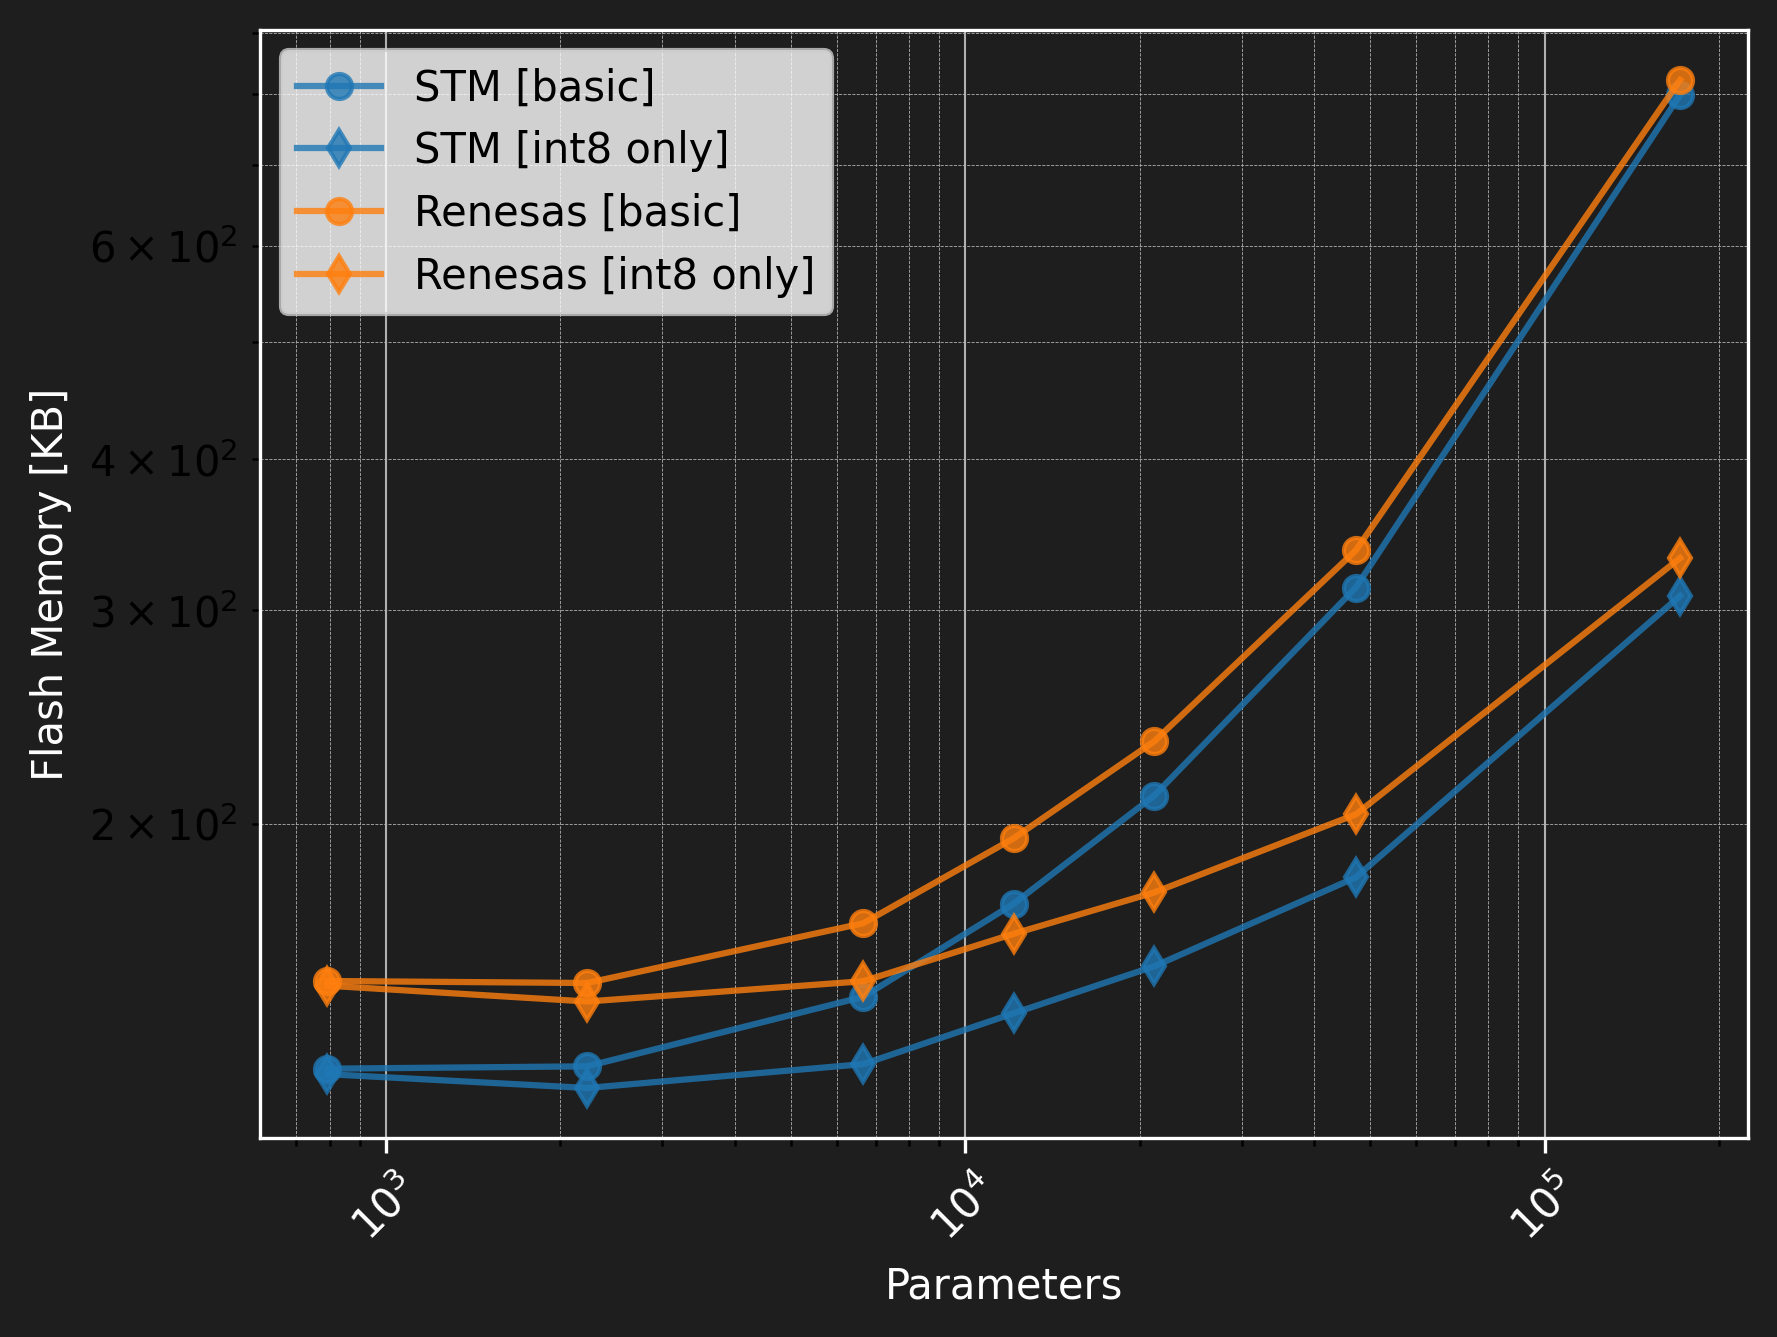 STM [basic]
STM [int8 only]
Renesas [basic]
Renesas [int8 only]
6 × 10²
4 × 10²
3 × 10²
2 × 10²
Flash Memory [KB]
10³
10⁴
10⁵
Parameters